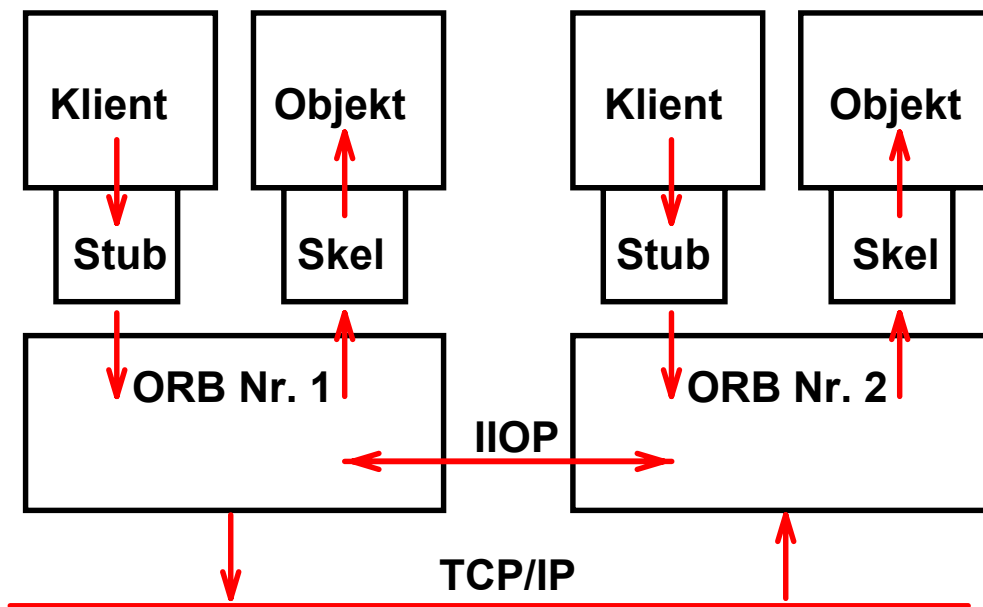 Klient Objekt Klient Objekt
Stub Skel Stub Skel
ORB Nr. 1 ORB Nr. 2
IIOP
TCP/IP